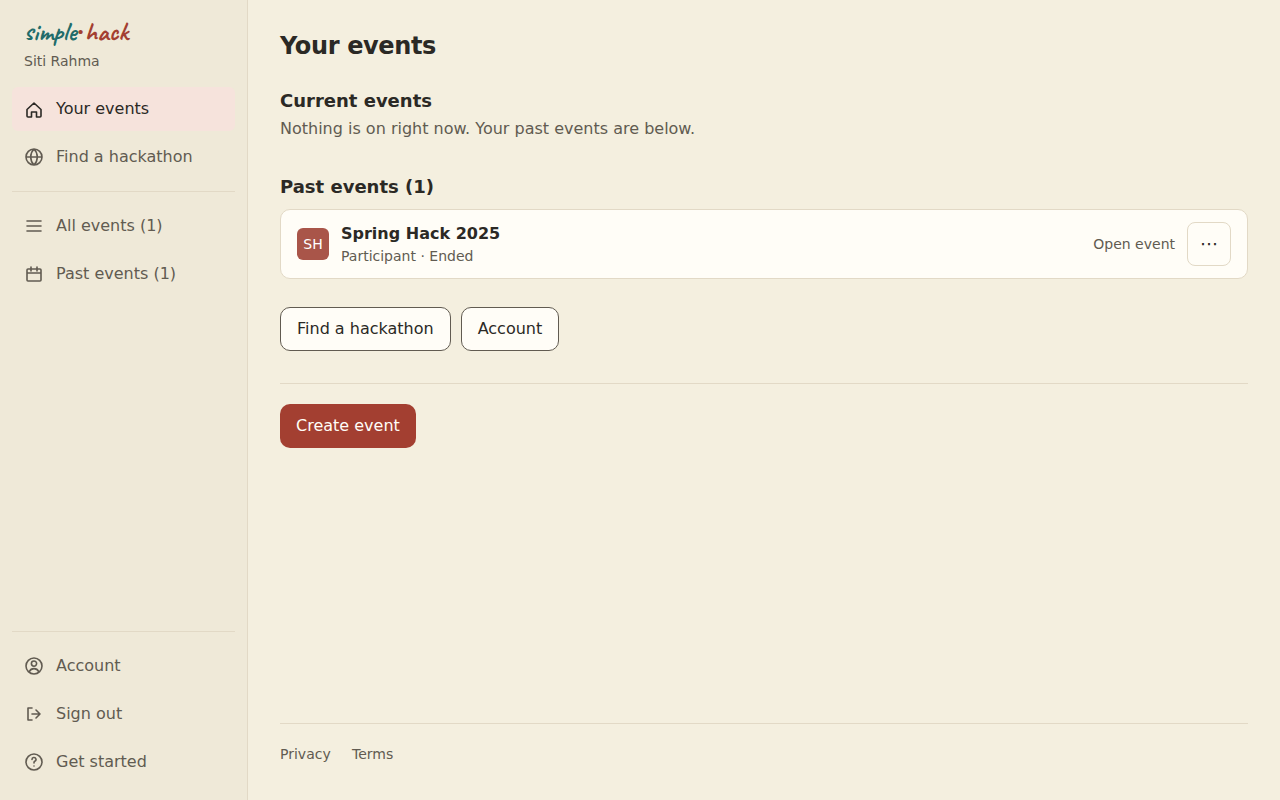 simple•hack
Siti Rahma
Your events
Find a hackathon
All events (1)
Past events (1)
Account
Sign out
Get started
Your events
Current events
Nothing is on right now. Your past events are below.
Past events (1)
SH
Spring Hack 2025
Participant · Ended
Open event
···
Find a hackathon
Account
Create event
Privacy
Terms